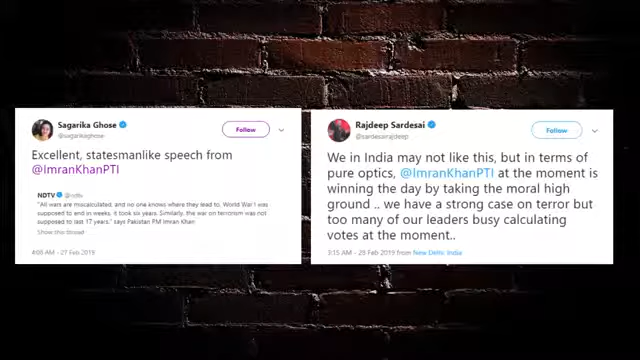 Sagarika Ghose
@sagarikaghose
Follow
Excellent, statesmanlike speech from
@ImranKhanPTI
NDTV @ndtv
"All wars are miscalculated, and no one knows where they lead to. World War I was
supposed to end in weeks, it took six years. Similarly, the war on terrorism was not
supposed to last 17 years," says Pakistan PM Imran Khan
Show this thread
4:05 AM - 27 Feb 2019
Rajdeep Sardesai
@sardesairajdeep
Follow
We in India may not like this, but in terms of
pure optics, @ImranKhanPTI at the moment is
winning the day by taking the moral high
ground .. we have a strong case on terror but
too many of our leaders busy calculating
votes at the moment..
3:15 AM - 28 Feb 2019 from New Delhi, India